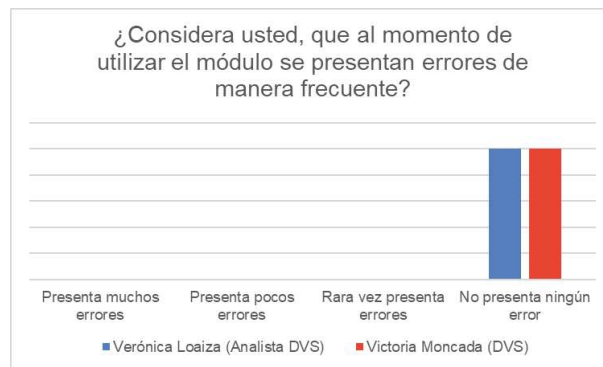 ¿Considera usted, que al momento de
utilizar el módulo se presentan errores de
manera frecuente?
Presenta muchos errores
Presenta pocos errores
Rara vez presenta errores
No presenta ningún error
Verónica Loaiza (Analista DVS)
Victoria Moncada (DVS)